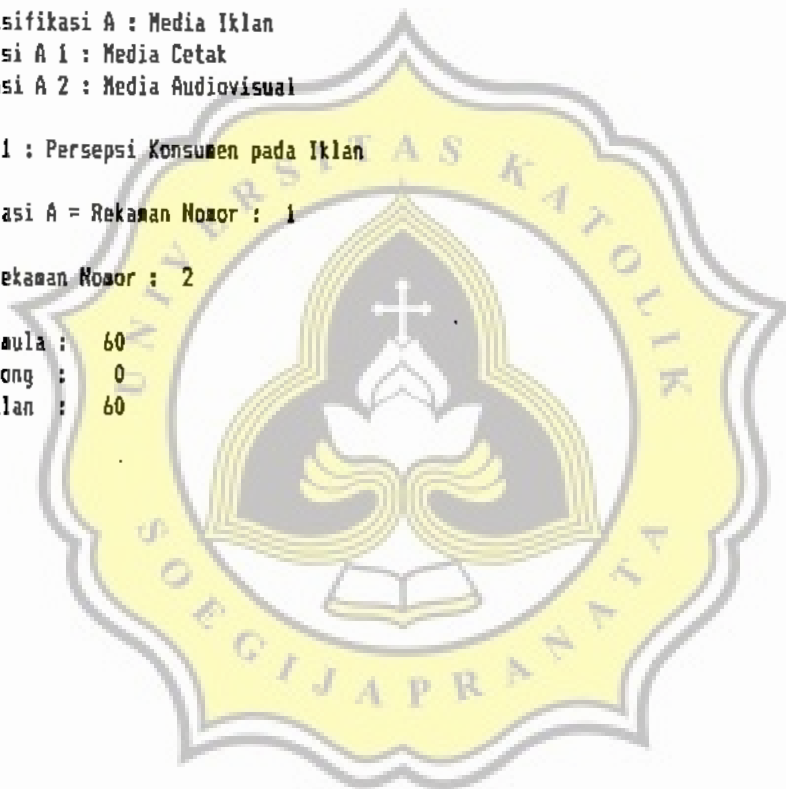 sifikasi A : Media Iklan
si A 1 : Media Cetak
si A 2 : Media Audiovisual
1 : Persepsi Konsumen pada Iklan
asi A = Rekaman Nomor : 1
ekaman Nomor : 2
mula : 60
ong : 0
lan : 60
UNIVERSITAS KATOLIK
SOEGIJAPRANATA